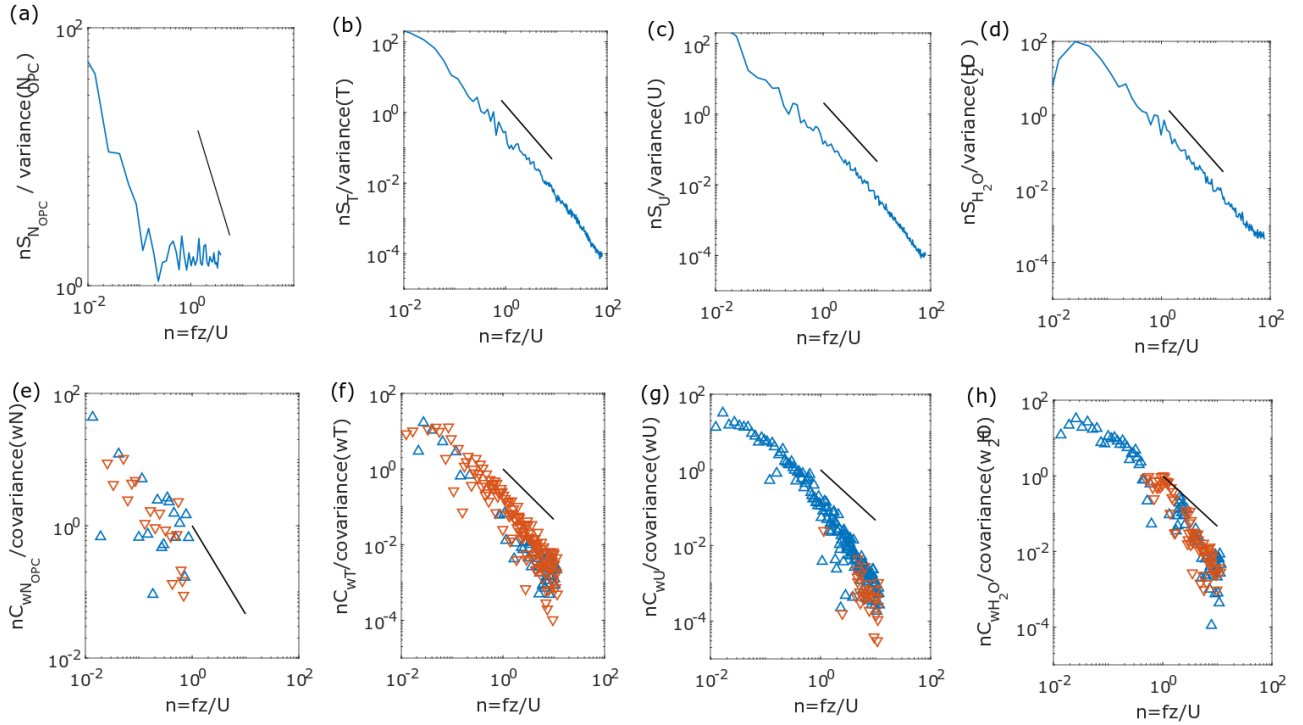 (a)
10^2
10^0
nS_N_OPC / variance(N_OPC)
10^-2
10^0
10^2
n=fz/U
(b)
10^2
10^0
10^-2
10^-4
nS_T/variance(T)
10^-2
10^0
10^2
n=fz/U
(c)
10^2
10^0
10^-2
10^-4
nS_U/variance(U)
10^-2
10^0
10^2
n=fz/U
(d)
10^2
10^0
10^-2
10^-4
nS_H_2O/variance(H_2O)
10^-2
10^0
10^2
n=fz/U
(e)
10^2
10^0
10^-2
nC_wN_OPC/covariance(wN)
10^-2
10^0
10^2
n=fz/U
(f)
10^2
10^0
10^-2
10^-4
nC_wT/covariance(wT)
10^-2
10^0
10^2
n=fz/U
(g)
10^2
10^0
10^-2
10^-4
nC_wU/covariance(wU)
10^-2
10^0
10^2
n=fz/U
(h)
10^2
10^0
10^-2
10^-4
nC_wH_2O/covariance(w_H_2O)
10^-2
10^0
10^2
n=fz/U